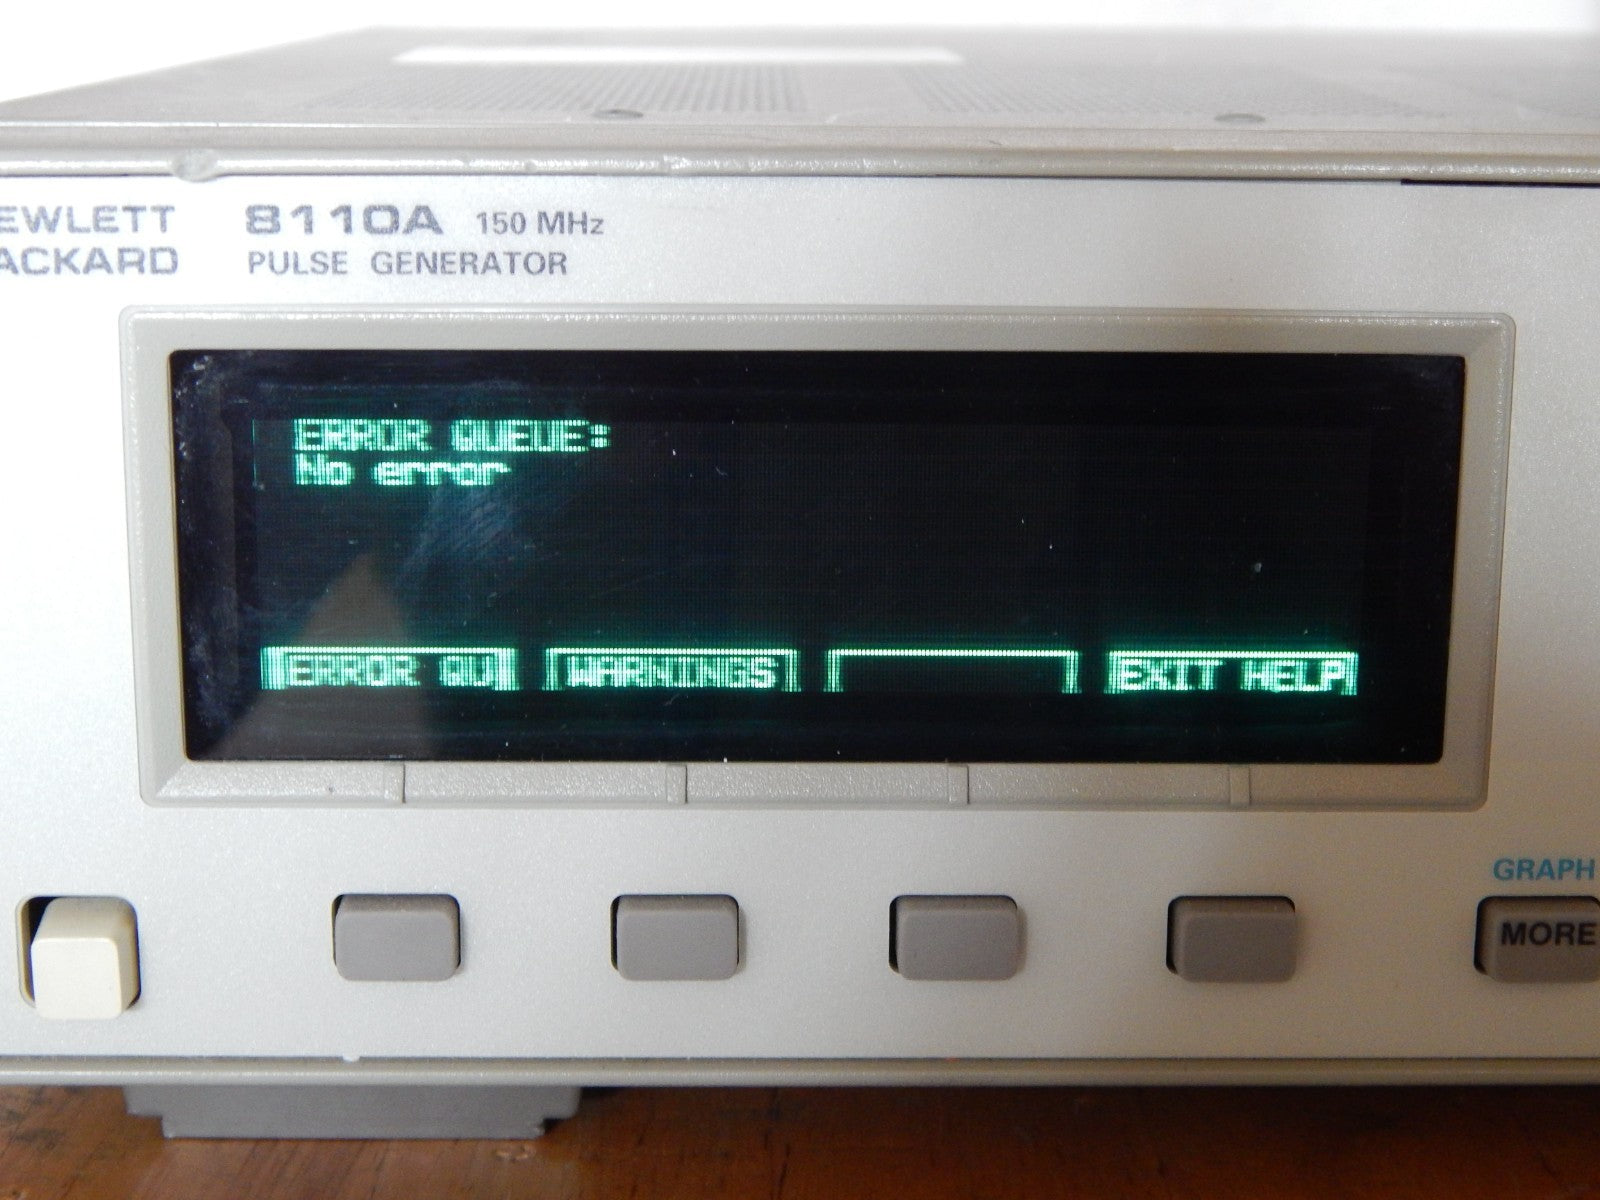 EWLETT 8110A 150 MHz
ACKARD PULSE GENERATOR
ERROR QUEUE:
No error
ERROR QU WARNINGS EXIT HELP
GRAPH
MORE